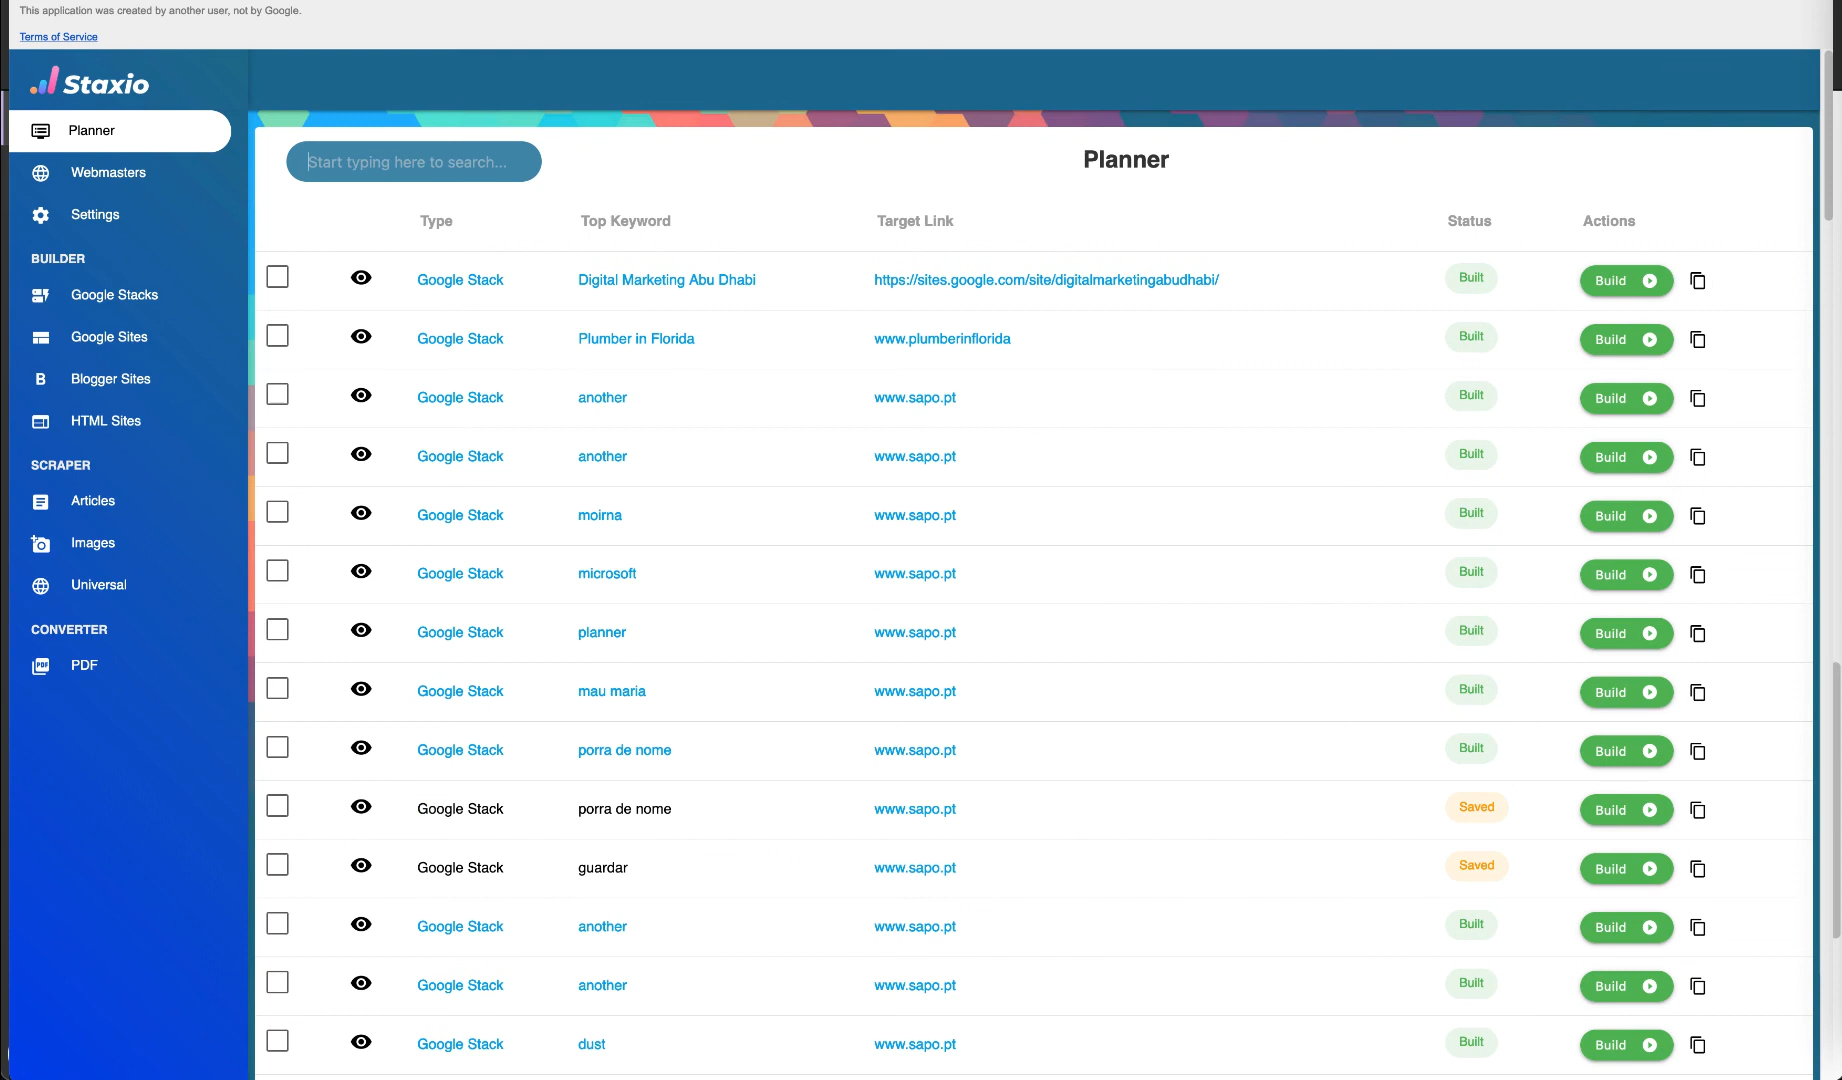 This application was created by another user, not by Google.
Terms of Service
Staxio
Planner
Webmasters
Settings
BUILDER
Google Stacks
Google Sites
B Blogger Sites
HTML Sites
SCRAPER
Articles
Images
Universal
CONVERTER
PDF PDF
Start typing here to search...
Planner
Type Top Keyword Target Link Status Actions
Google Stack Digital Marketing Abu Dhabi https://sites.google.com/site/digitalmarketingabudhabi/ Built Build
Google Stack Plumber in Florida www.plumberinflorida Built Build
Google Stack another www.sapo.pt Built Build
Google Stack another www.sapo.pt Built Build
Google Stack moirna www.sapo.pt Built Build
Google Stack microsoft www.sapo.pt Built Build
Google Stack planner www.sapo.pt Built Build
Google Stack mau maria www.sapo.pt Built Build
Google Stack porra de nome www.sapo.pt Built Build
Google Stack porra de nome www.sapo.pt Saved Build
Google Stack guardar www.sapo.pt Saved Build
Google Stack another www.sapo.pt Built Build
Google Stack another www.sapo.pt Built Build
Google Stack dust www.sapo.pt Built Build